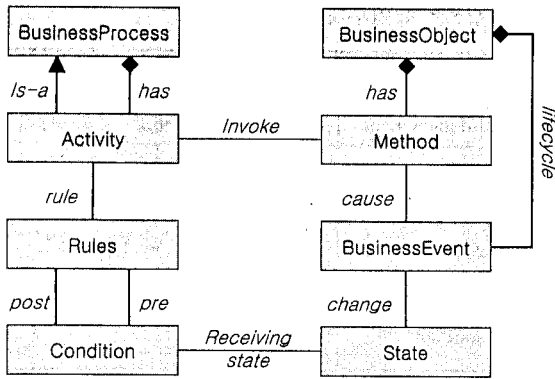 BusinessProcess
BusinessObject
Is-a
has
has
lifecycle
Activity
Invoke
Method
rule
cause
Rules
BusinessEvent
post
pre
change
Condition
Receiving
state
State